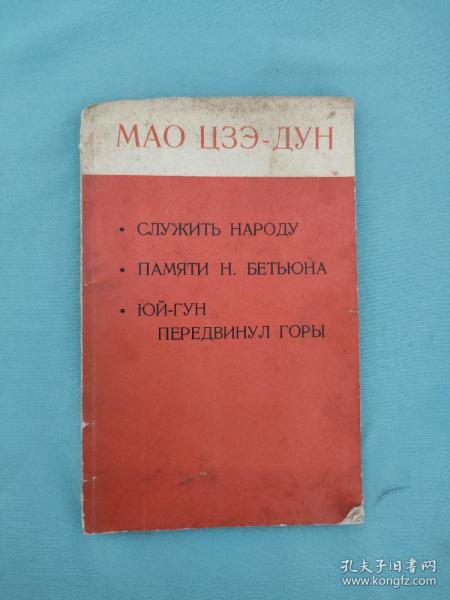 МАО ЦЗЭ-ДУН
• СЛУЖИТЬ НАРОДУ
• ПАМЯТИ Н. БЕТЬЮНА
• ЮЙ-ГУН
ПЕРЕДВИНУЛ ГОРЫ
孔夫子旧书网
www.kongfz.com